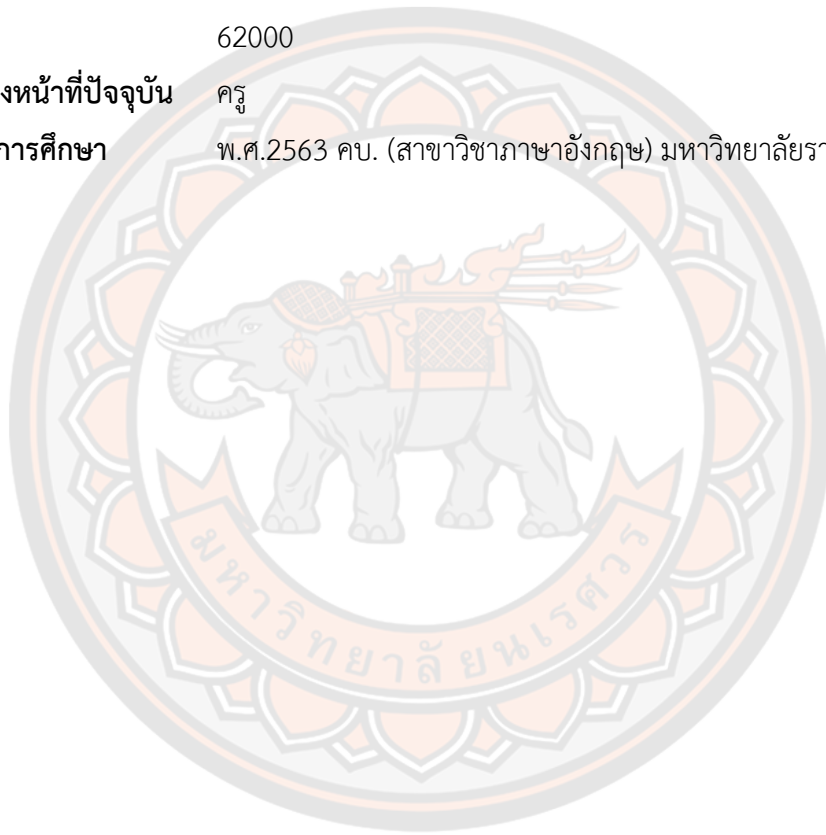 62000
งหน้าที่ปัจจุบัน ครู
การศึกษา พ.ศ.2563 คบ. (สาขาวิชาภาษาอังกฤษ) มหาวิทยาลัยรา
มหาวิทยาลัยนเรศวร